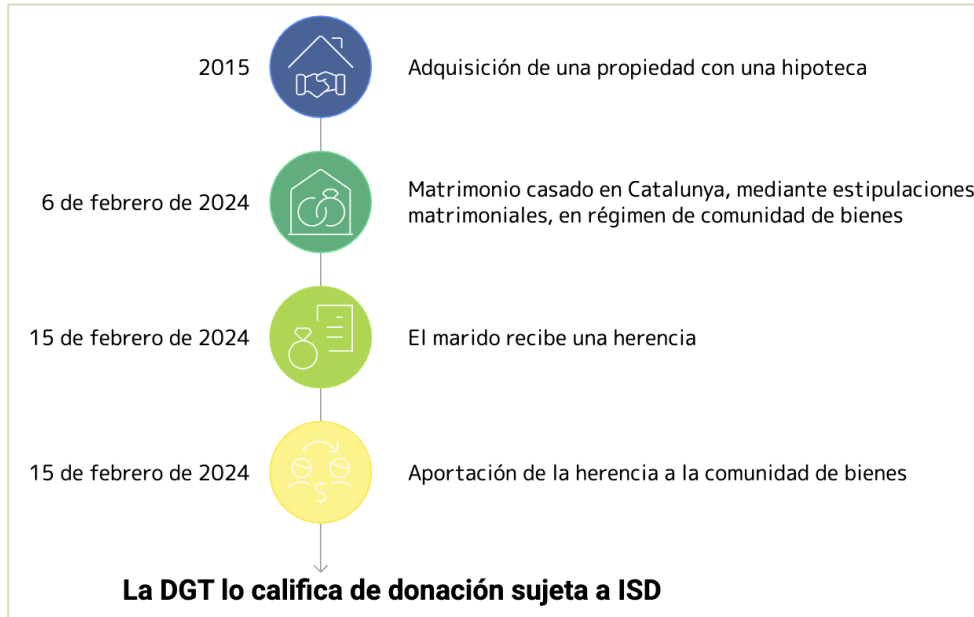 2015
Adquisición de una propiedad con una hipoteca
6 de febrero de 2024
Matrimonio casado en Catalunya, mediante estipulaciones
matrimoniales, en régimen de comunidad de bienes
15 de febrero de 2024
El marido recibe una herencia
15 de febrero de 2024
Aportación de la herencia a la comunidad de bienes
$
La DGT lo califica de donación sujeta a ISD